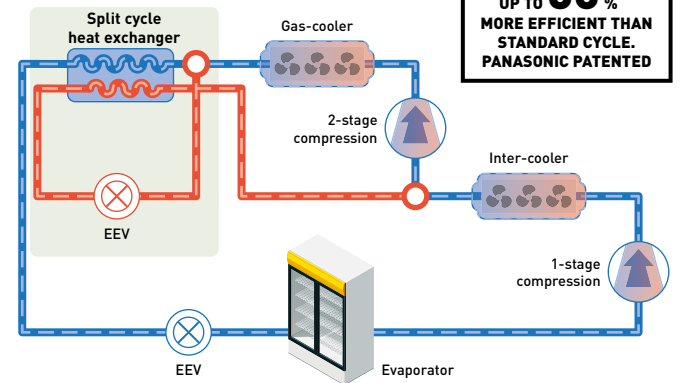 Split cycle
heat exchanger
Gas-cooler
UP TO %
MORE EFFICIENT THAN
STANDARD CYCLE.
PANASONIC PATENTED
2-stage
compression
Inter-cooler
EEV
1-stage
compression
EEV
Evaporator